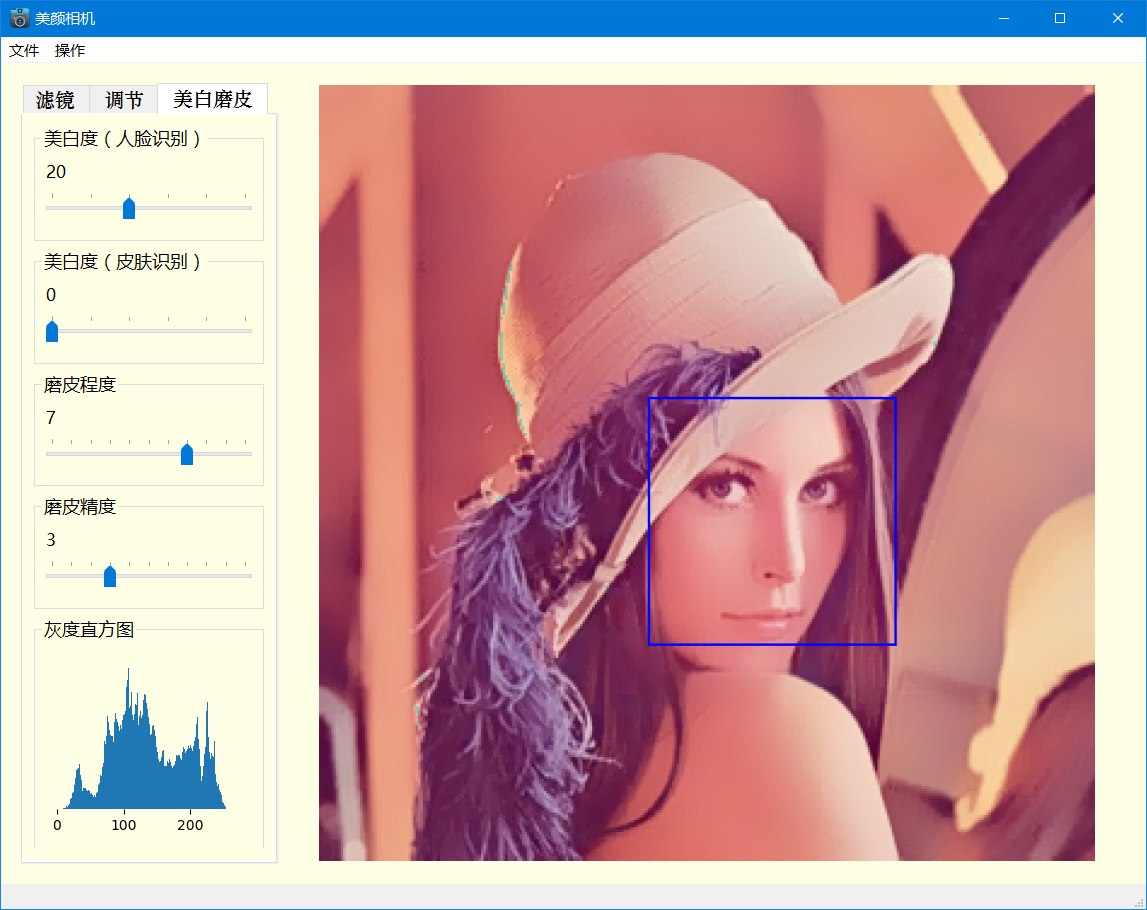 美颜相机
文件 操作
滤镜 调节 美白磨皮
美白度（人脸识别）
20
美白度（皮肤识别）
0
磨皮程度
7
磨皮精度
3
灰度直方图
0 100 200